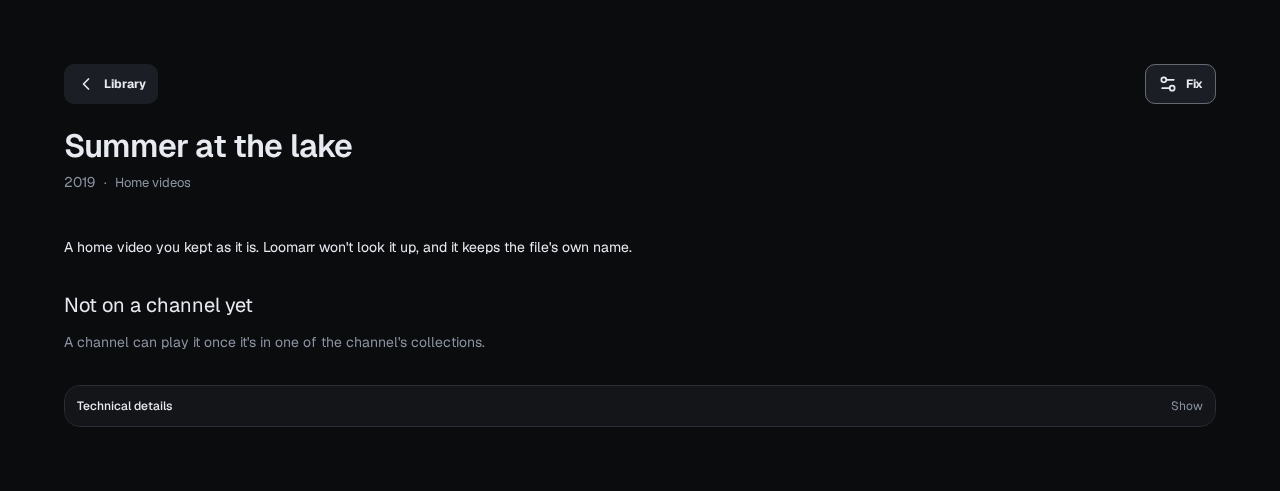 Library
Fix
Summer at the lake
2019 · Home videos
A home video you kept as it is. Loomarr won't look it up, and it keeps the file's own name.
Not on a channel yet
A channel can play it once it's in one of the channel's collections.
Technical details
Show